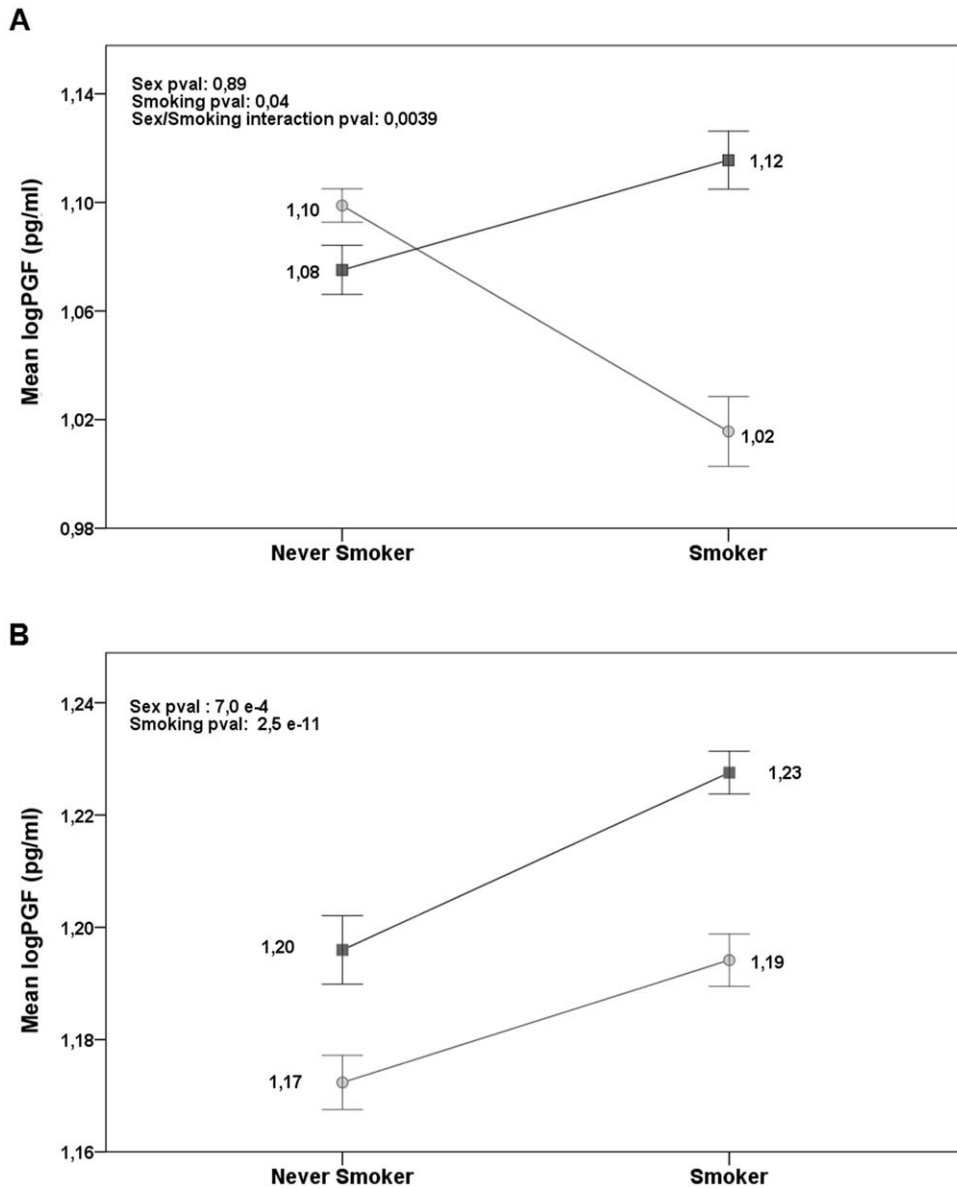 A
Sex pval: 0,89
Smoking pval: 0,04
Sex/Smoking interaction pval: 0,0039
Mean logPGF (pg/ml)
1,14
1,10
1,06
1,02
0,98
1,10
1,08
1,12
1,02
Never Smoker
Smoker
B
Sex pval : 7,0 e-4
Smoking pval: 2,5 e-11
Mean logPGF (pg/ml)
1,24
1,22
1,20
1,18
1,16
1,20
1,17
1,23
1,19
Never Smoker
Smoker